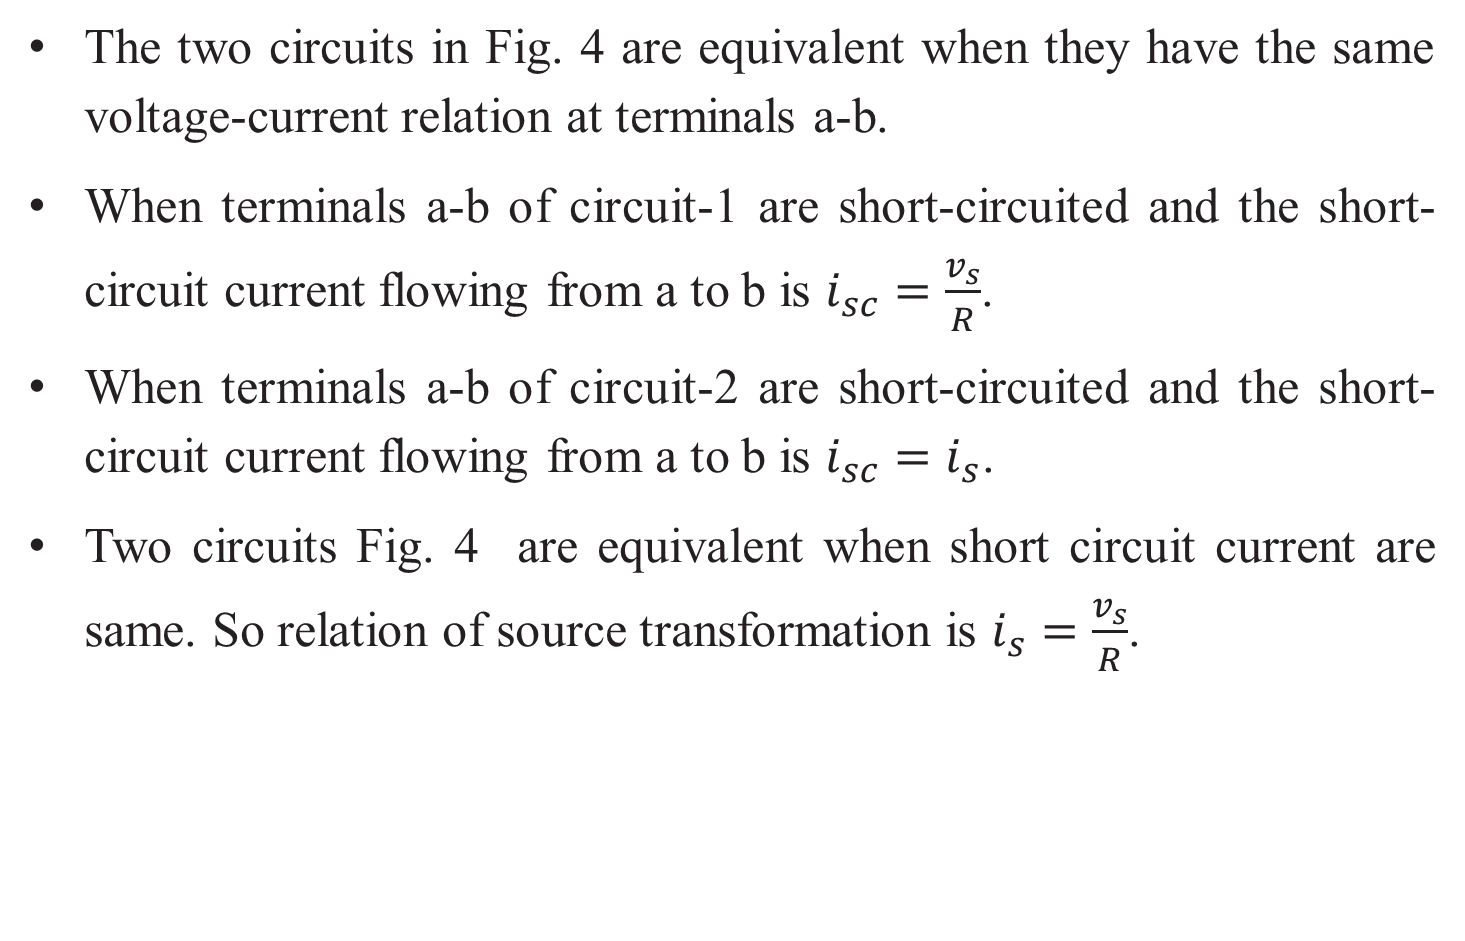 • The two circuits in Fig. 4 are equivalent when they have the same
voltage-current relation at terminals a-b.
• When terminals a-b of circuit-1 are short-circuited and the short-
circuit current flowing from a to b is i_sc = v_s/R.
• When terminals a-b of circuit-2 are short-circuited and the short-
circuit current flowing from a to b is i_sc = i_s.
• Two circuits Fig. 4 are equivalent when short circuit current are
same. So relation of source transformation is i_s = v_s/R.